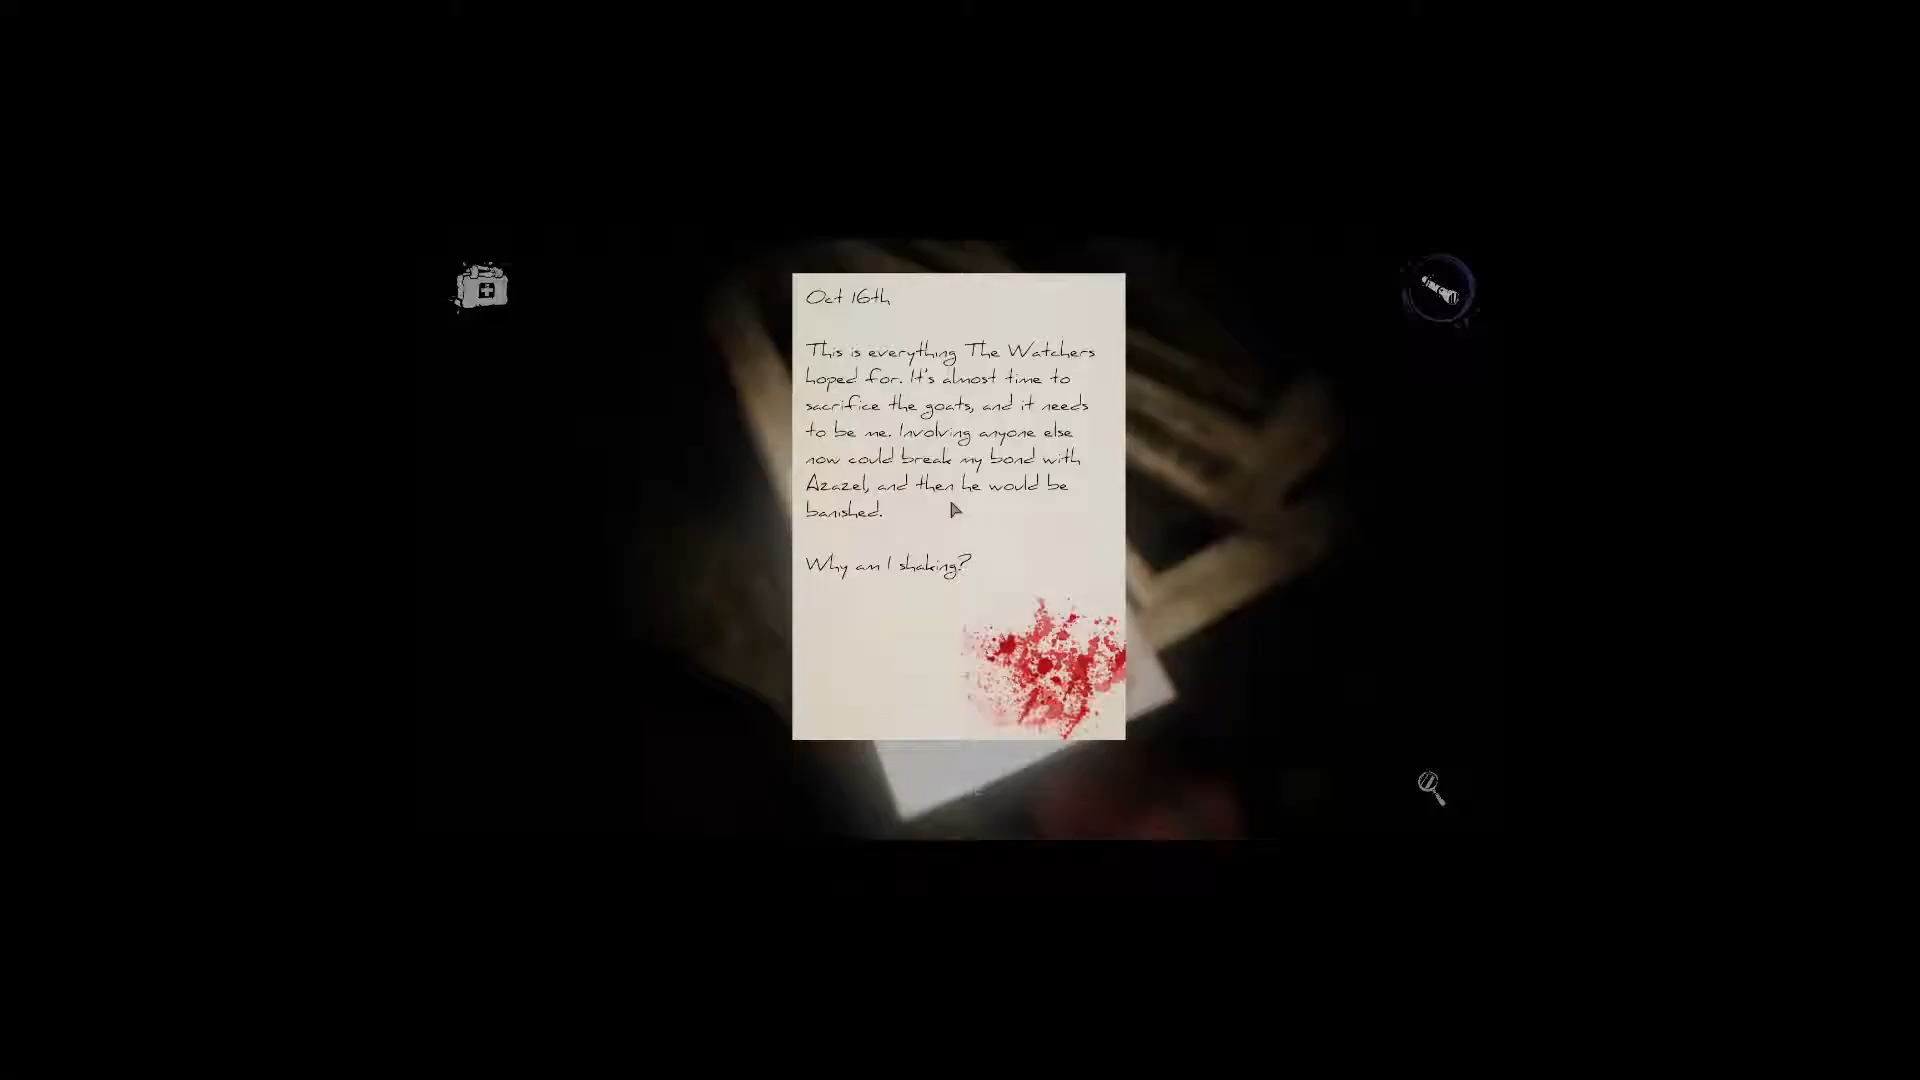 Oct 16th
This is everything The Watchers
hoped for. It's almost time to
sacrifice the goats, and it needs
to be me. Involving anyone else
now could break my bond with
Azazel, and then he would be
banished.
Why am I shaking?